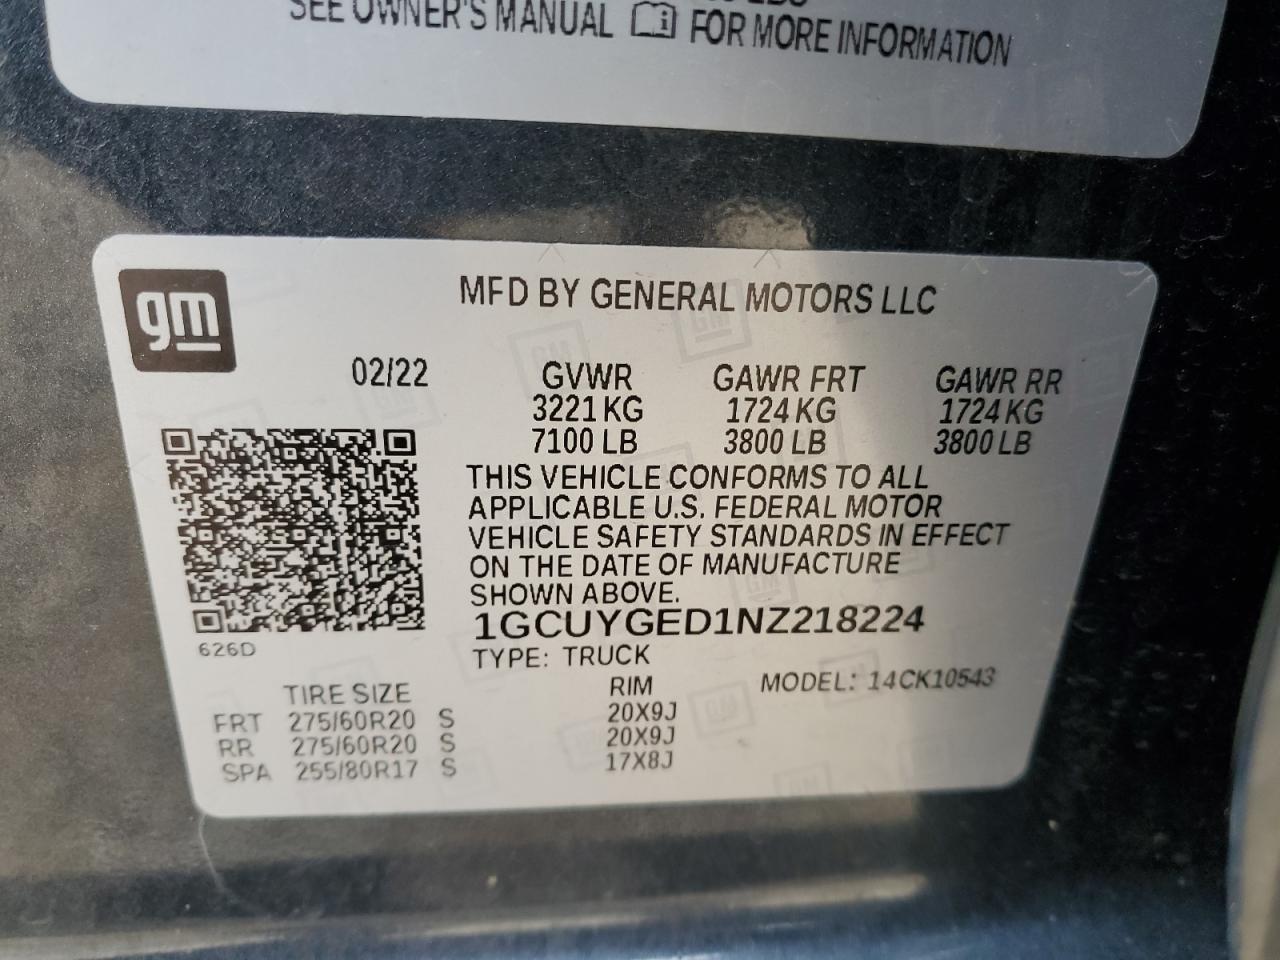 SEE OWNER'S MANUAL FOR MORE INFORMATION
gm
MFD BY GENERAL MOTORS LLC
02/22 GVWR GAWR FRT GAWR RR
3221 KG 1724 KG 1724 KG
7100 LB 3800 LB 3800 LB
THIS VEHICLE CONFORMS TO ALL
APPLICABLE U.S. FEDERAL MOTOR
VEHICLE SAFETY STANDARDS IN EFFECT
ON THE DATE OF MANUFACTURE
SHOWN ABOVE.
1GCUYGED1NZ218224
626D
TYPE: TRUCK
TIRE SIZE RIM MODEL: 14CK10543
FRT 275/60R20 S 20X9J
RR 275/60R20 S 20X9J
SPA 255/80R17 S 17X8J